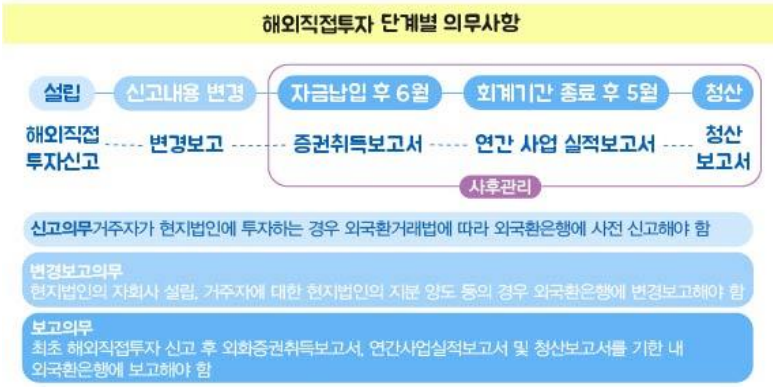 해외직접투자 단계별 의무사항
설립 신고내용 변경 자금납입 후 6월 회계기간 종료 후 5월 청산
해외직접 투자신고 변경보고 증권취득보고서 연간 사업 실적보고서 청산 보고서
사후관리
신고의무거주자가 현지법인에 투자하는 경우 외국환거래법에 따라 외국환은행에 사전 신고해야 함
변경보고의무
현지법인의 자회사 설립, 거주자에 대한 현지법인의 지분 양도 등의 경우 외국환은행에 변경보고해야 함
보고의무
최초 해외직접투자 신고 후 외화증권취득보고서, 연간사업실적보고서 및 청산보고서를 기한 내
외국환은행에 보고해야 함